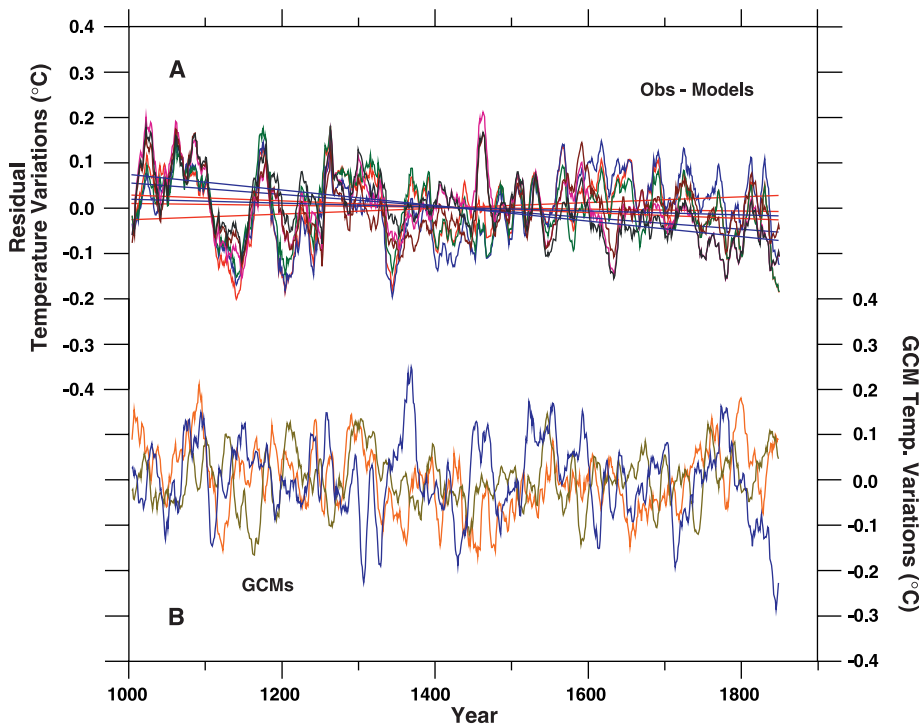 0.4
0.3
0.2
0.1
0.0
-0.1
-0.2
-0.3
-0.4
Residual
Temperature Variations (°C)
A
Obs - Models
0.4
0.3
0.2
0.1
0.0
-0.1
-0.2
-0.3
-0.4
GCM Temp. Variations (°C)
GCMs
B
1000
1200
1400
1600
1800
Year